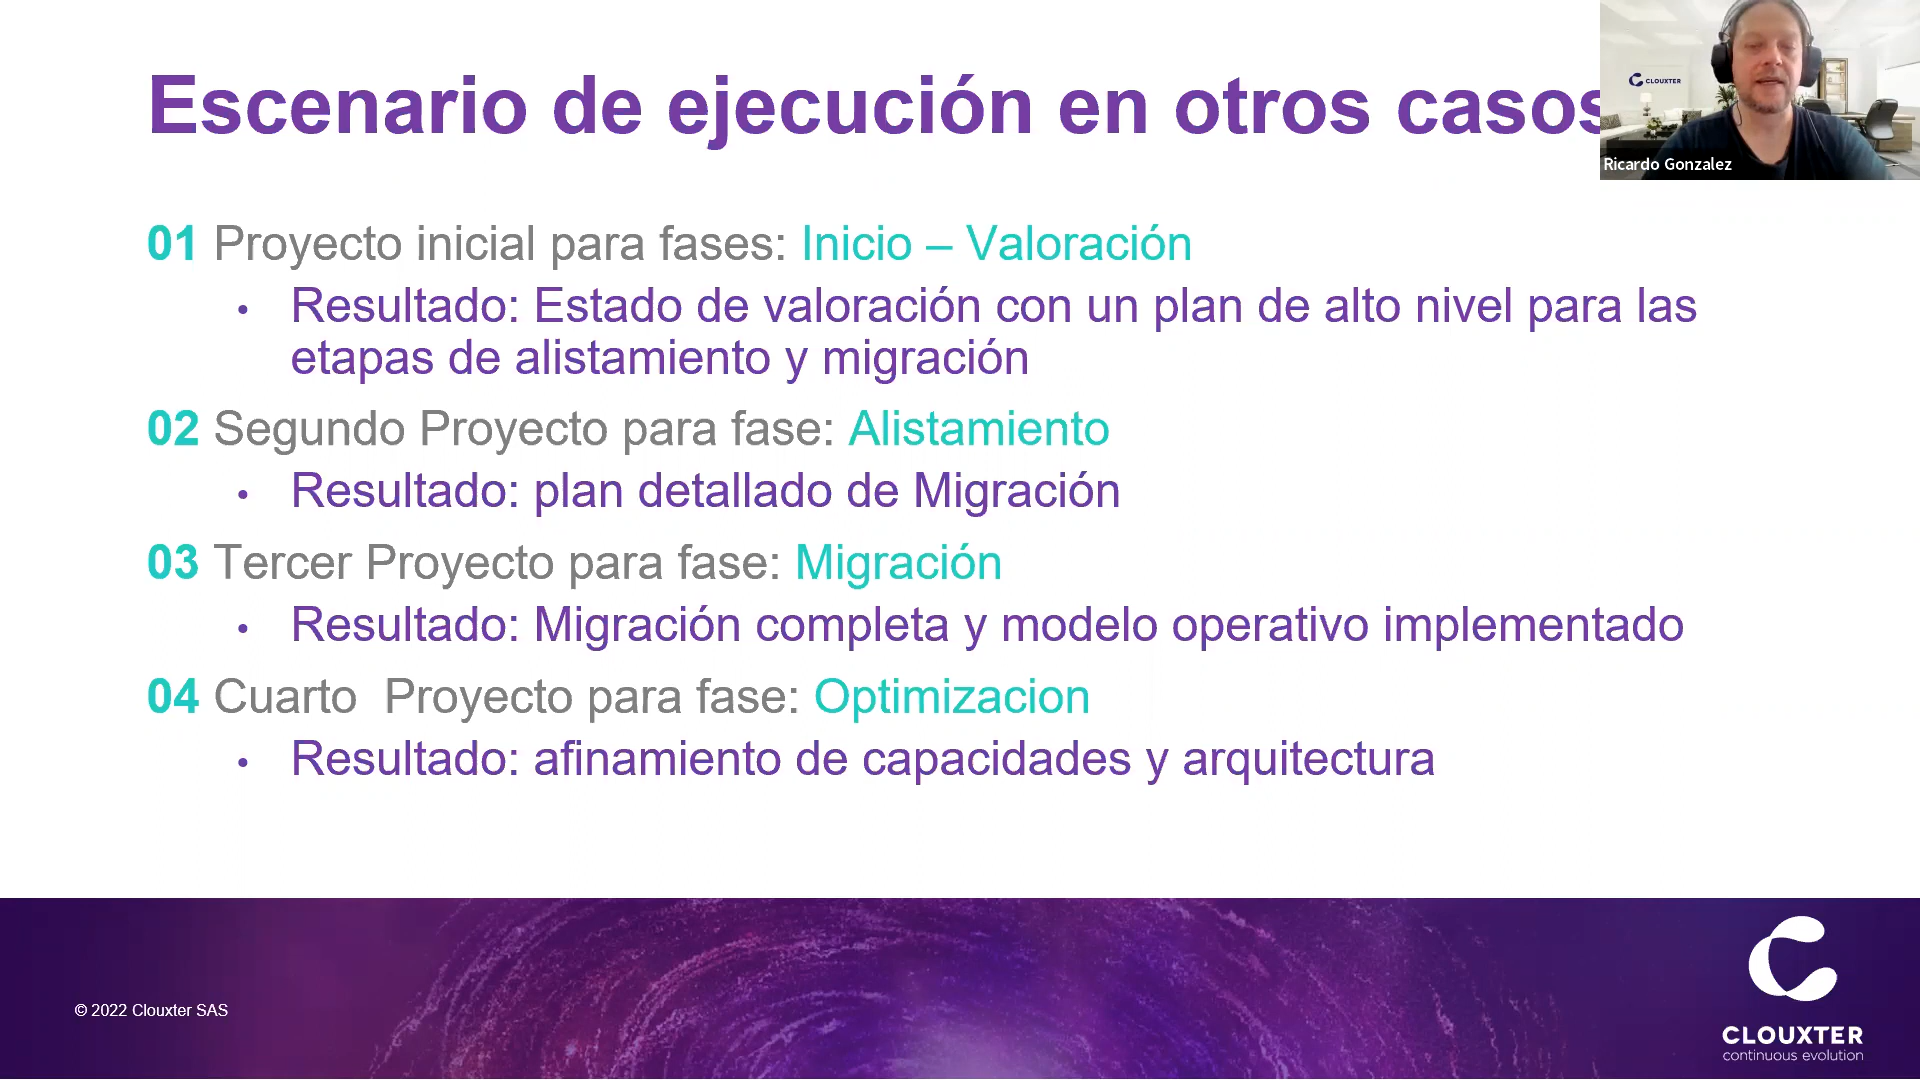 Escenario de ejecución en otros casos
CLOUXTER
Ricardo Gonzalez
01 Proyecto inicial para fases: Inicio – Valoración
• Resultado: Estado de valoración con un plan de alto nivel para las
etapas de alistamiento y migración
02 Segundo Proyecto para fase: Alistamiento
• Resultado: plan detallado de Migración
03 Tercer Proyecto para fase: Migración
• Resultado: Migración completa y modelo operativo implementado
04 Cuarto Proyecto para fase: Optimizacion
• Resultado: afinamiento de capacidades y arquitectura
© 2022 Clouxter SAS
CLOUXTER
continuous evolution